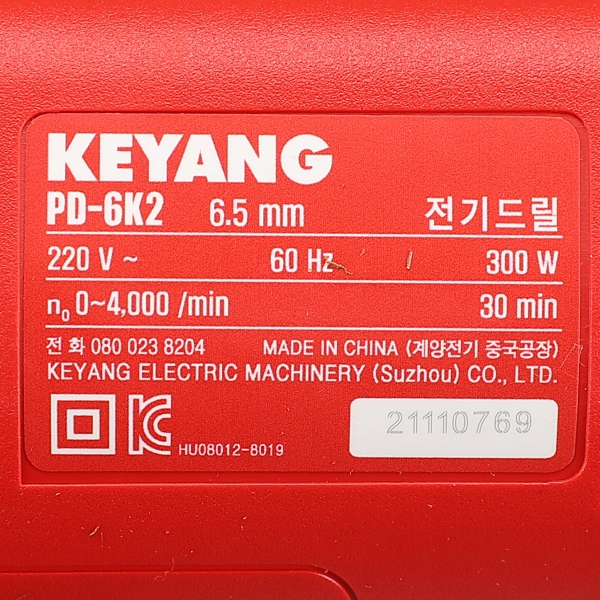 KEYANG
PD-6K2 6.5 mm 전기드릴
220 V ~ 60 Hz 300 W
n₀ 0~4,000 /min 30 min
전 화 080 023 8204 MADE IN CHINA (계양전기 중국공장)
KEYANG ELECTRIC MACHINERY (Suzhou) CO., LTD.
HU08012-8019
21110769